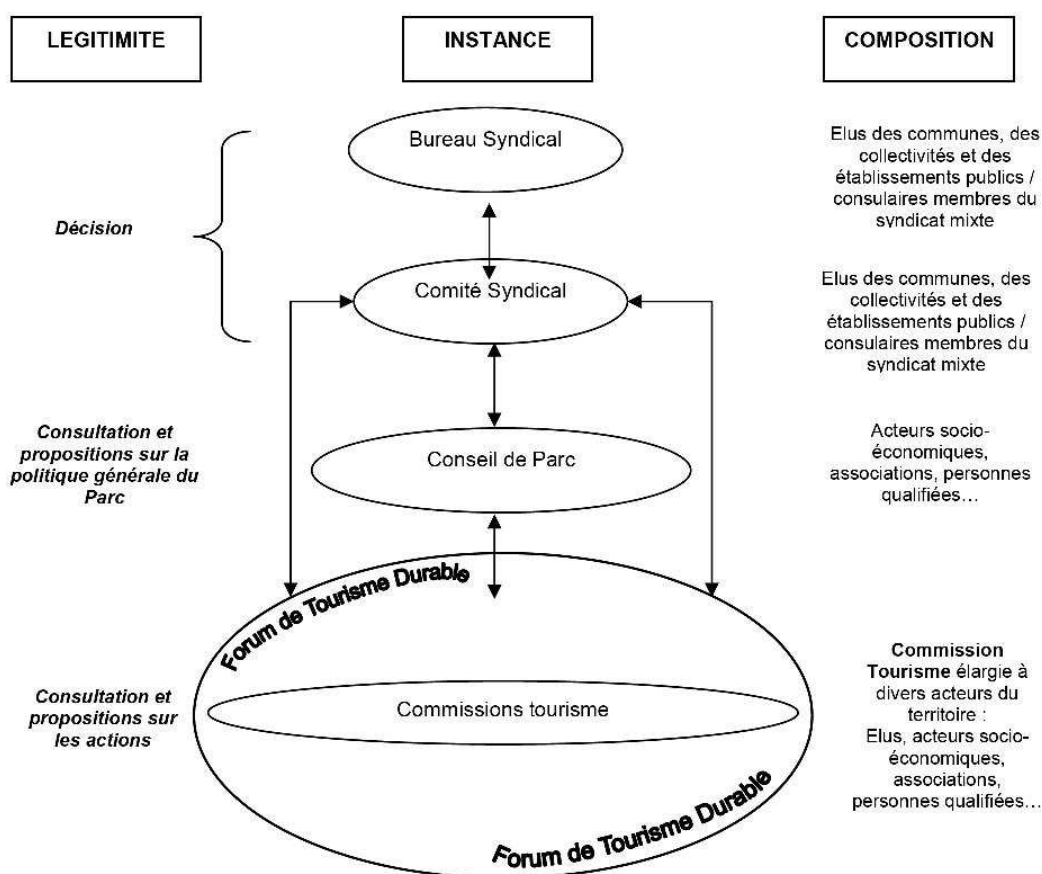 LEGITIMITE
INSTANCE
COMPOSITION
Bureau Syndical
Elus des communes, des
collectivités et des
établissements publics /
consulaires membres du
syndicat mixte
Décision
Comité Syndical
Elus des communes, des
collectivités et des
établissements publics /
consulaires membres du
syndicat mixte
Consultation et
propositions sur la
politique générale du
Parc
Conseil de Parc
Acteurs socio-
économiques,
associations, personnes
qualifiées...
Forum de Tourisme Durable
Consultation et
propositions sur
les actions
Commissions tourisme
Commission
Tourisme élargie à
divers acteurs du
territoire :
Elus, acteurs socio-
économiques,
associations,
personnes qualifiées...
Forum de Tourisme Durable